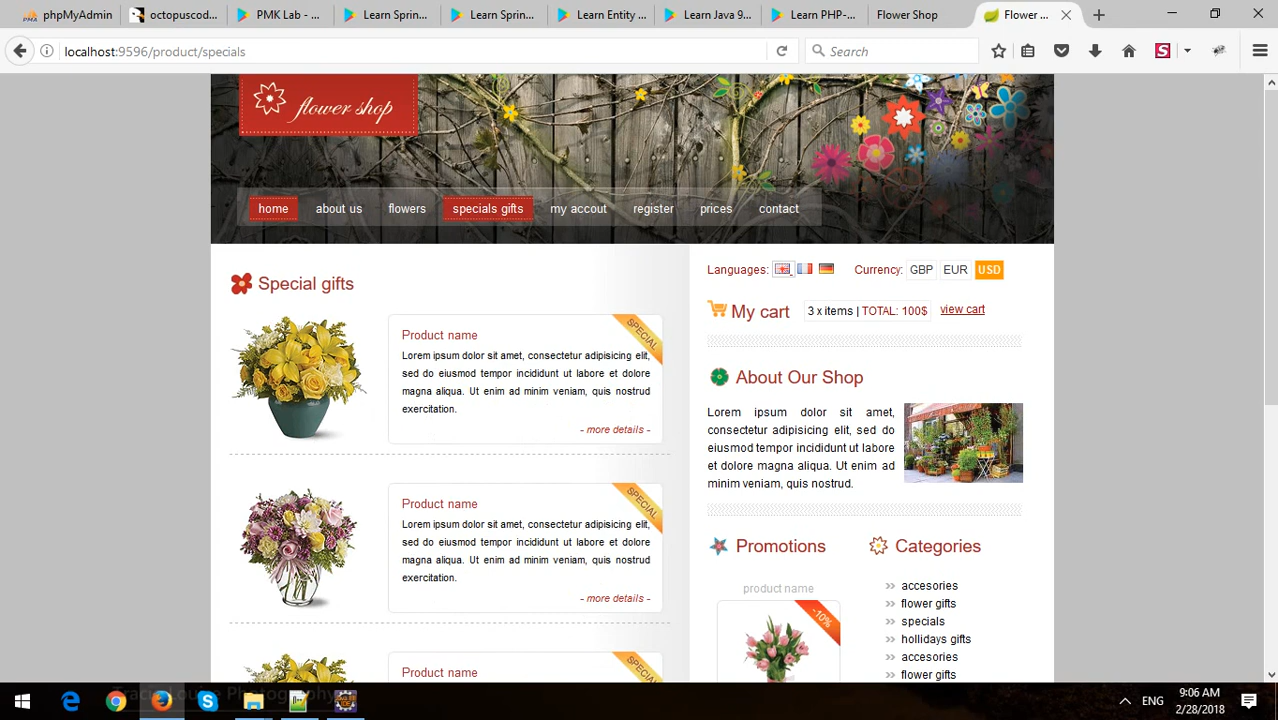 phpMyAdmin
octopuscod...
PMK Lab - ...
Learn Sprin...
Learn Sprin...
Learn Entity ...
Learn Java 9...
Learn PHP-...
Flower Shop
Flower ...
localhost:9596/product/specials
Search
flower shop
home about us flowers specials gifts my accout register prices contact
Special gifts
Product name
SPECIAL
Lorem ipsum dolor sit amet, consectetur adipisicing elit,
sed do eiusmod tempor incididunt ut labore et dolore
magna aliqua. Ut enim ad minim veniam, quis nostrud
exercitation.
- more details -
Product name
SPECIAL
Lorem ipsum dolor sit amet, consectetur adipisicing elit,
sed do eiusmod tempor incididunt ut labore et dolore
magna aliqua. Ut enim ad minim veniam, quis nostrud
exercitation.
- more details -
Product name
SPECIAL
Languages: Currency: GBP EUR USD
My cart 3 x items | TOTAL: 100$ view cart
About Our Shop
Lorem ipsum dolor sit amet,
consectetur adipisicing elit, sed do
eiusmod tempor incididunt ut labore
et dolore magna aliqua. Ut enim ad
minim veniam, quis nostrud.
Promotions
product name
-10%
Categories
accesories
flower gifts
specials
hollidays gifts
accesories
flower gifts
ENG
9:06 AM
2/28/2018